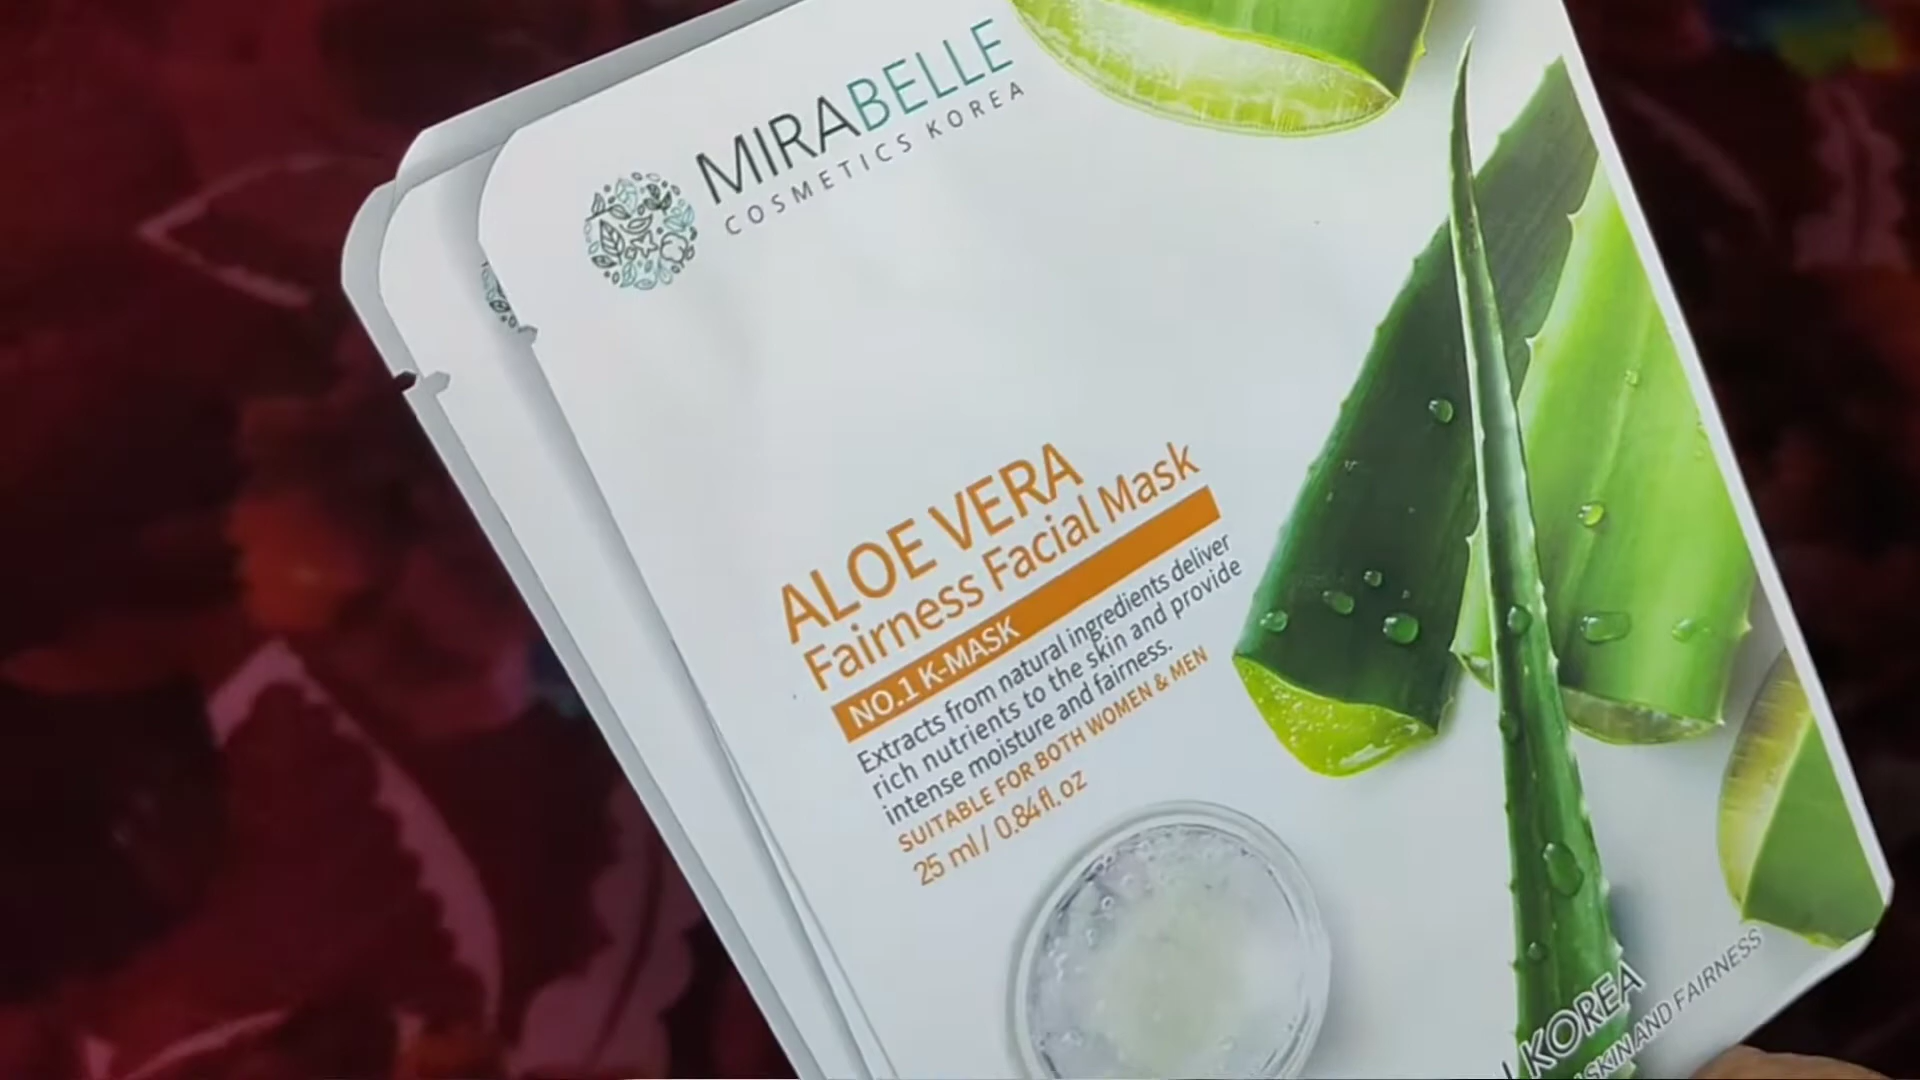 MIRABELLE
COSMETICS KOREA
ALOE VERA
Fairness Facial Mask
NO.1 K-MASK
Extracts from natural ingredients deliver
rich nutrients to the skin and provide
intense moisture and fairness.
SUITABLE FOR BOTH WOMEN & MEN
25 ml / 0.84 fl. oz
KOREA
SKIN AND FAIRNESS